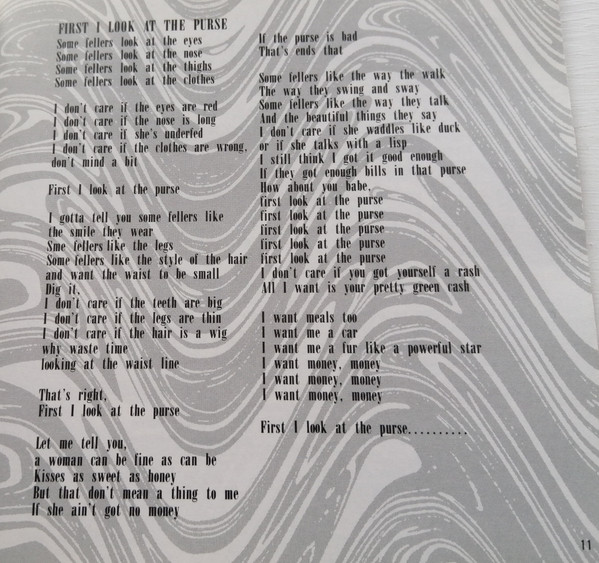 FIRST I LOOK AT THE PURSE
Some fellers look at the eyes
Some fellers look at the nose
Some fellers look at the thighs
Some fellers look at the clothes
I don't care if the eyes are red
I don't care if the nose is long
I don't care if she's underfed
I don't care if the clothes are wrong,
don't mind a bit
First I look at the purse
I gotta tell you some fellers like
the smile they wear
Sme fellers like the legs
Some fellers like the style of the hair
and want the waist to be small
Dig it,
I don't care if the teeth are big
I don't care if the legs are thin
I don't care if the hair is a wig
why waste time
looking at the waist line
That's right,
First I look at the purse
Let me tell you,
a woman can be fine as can be
Kisses as sweet as honey
But that don't mean a thing to me
If she ain't got no money
If the purse is bad
That's ends that
Some fellers like the way the walk
The way they swing and sway
Some fellers like the way they talk
And the beautiful things they say
I don't care if she waddles like duck
or if she talks with a lisp
I still think I got it good enough
If they got enough bills in that purse
How about you babe,
first look at the purse
first look at the purse
first look at the purse
first look at the purse
first look at the purse
I don't care if you got yourself a rash
All I want is your pretty green cash
I want meals too
I want me a car
I want me a fur like a powerful star
I want money, money
I want money, money
I want money, money
First I look at the purse..........
11